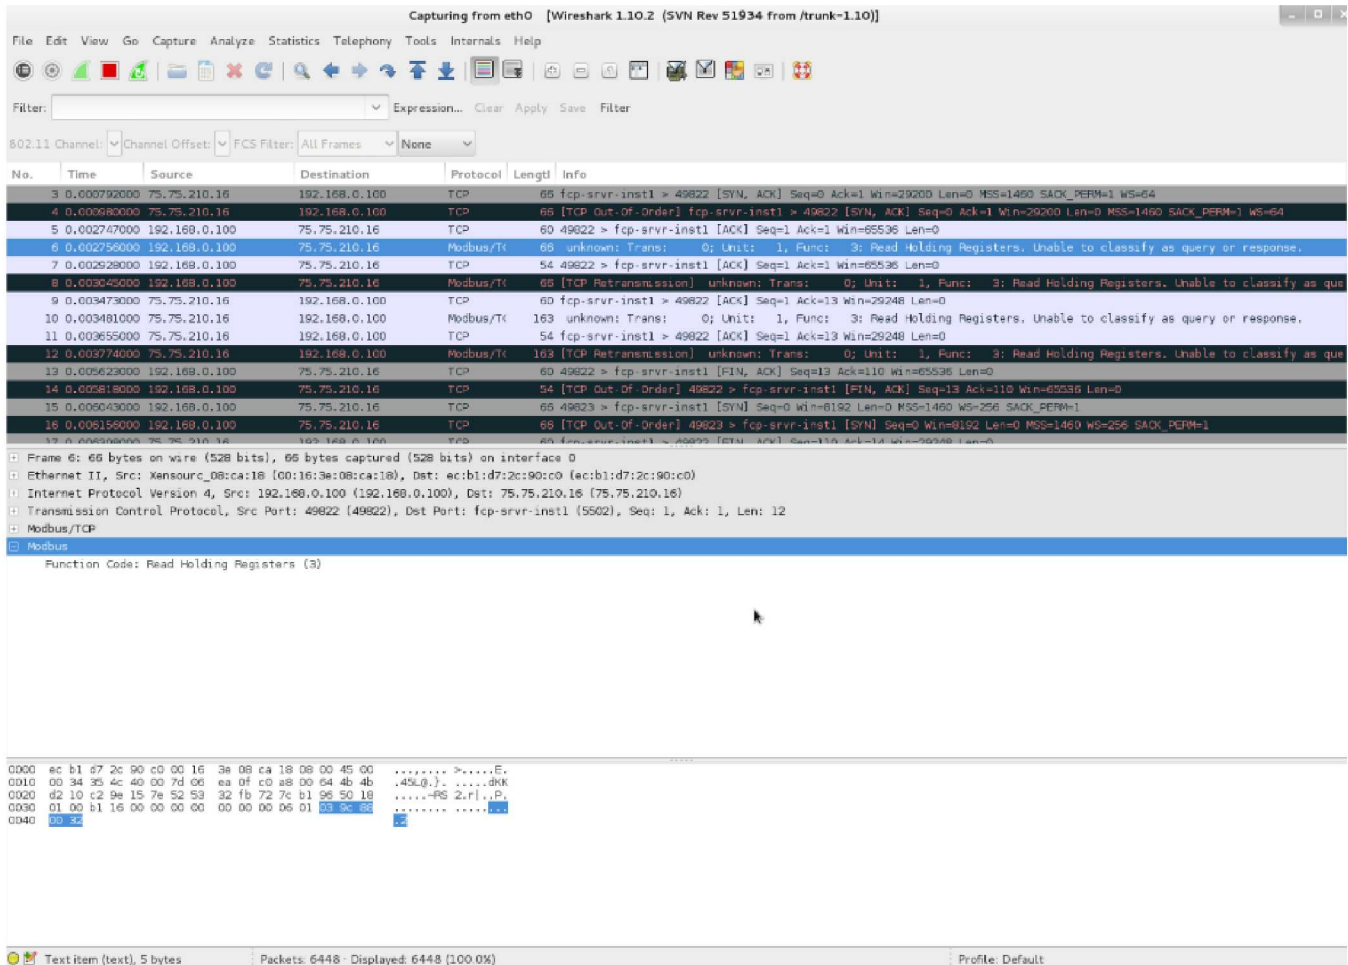 Capturing from eth0 [Wireshark 1.10.2 (SVN Rev 51934 from /trunk-1.10)]
File Edit View Go Capture Analyze Statistics Telephony Tools Internals Help
Filter: Expression... Clear Apply Save Filter
802.11 Channel: Channel Offset: FCS Filter: All Frames None
No. Time Source Destination Protocol Lengtl Info
3 0.000792000 75.75.210.16 192.168.0.100 TCP 66 fcp-srvr-inst1 > 49822 [SYN, ACK] Seq=0 Ack=1 Win=29200 Len=0 MSS=1460 SACK_PERM=1 WS=64
4 0.000980000 75.75.210.16 192.168.0.100 TCP 66 [TCP Out-Of-Order] fcp-srvr-inst1 > 49822 [SYN, ACK] Seq=0 Ack=1 Win=29200 Len=0 MSS=1460 SACK_PERM=1 WS=64
5 0.002747000 192.168.0.100 75.75.210.16 TCP 60 49822 > fcp-srvr-inst1 [ACK] Seq=1 Ack=1 Win=65536 Len=0
6 0.002756000 192.168.0.100 75.75.210.16 Modbus/T( 66 unknown: Trans: 0; Unit: 1, Func: 3: Read Holding Registers. Unable to classify as query or response.
7 0.002928000 192.168.0.100 75.75.210.16 TCP 54 49822 > fcp-srvr-inst1 [ACK] Seq=1 Ack=1 Win=65536 Len=0
8 0.003045000 192.168.0.100 75.75.210.16 Modbus/T( 66 [TCP Retransmission] unknown: Trans: 0; Unit: 1, Func: 3: Read Holding Registers. Unable to classify as que
9 0.003473000 75.75.210.16 192.168.0.100 TCP 60 fcp-srvr-inst1 > 49822 [ACK] Seq=1 Ack=13 Win=29248 Len=0
10 0.003481000 75.75.210.16 192.168.0.100 Modbus/T( 163 unknown: Trans: 0; Unit: 1, Func: 3: Read Holding Registers. Unable to classify as query or response.
11 0.003655000 75.75.210.16 192.168.0.100 TCP 54 fcp-srvr-inst1 > 49822 [ACK] Seq=1 Ack=13 Win=29248 Len=0
12 0.003774000 75.75.210.16 192.168.0.100 Modbus/T( 163 [TCP Retransmission] unknown: Trans: 0; Unit: 1, Func: 3: Read Holding Registers. Unable to classify as que
13 0.005623000 192.168.0.100 75.75.210.16 TCP 60 49822 > fcp-srvr-inst1 [FIN, ACK] Seq=13 Ack=110 Win=65536 Len=0
14 0.005818000 192.168.0.100 75.75.210.16 TCP 54 [TCP Out-Of-Order] 49822 > fcp-srvr-inst1 [FIN, ACK] Seq=13 Ack=110 Win=65536 Len=0
15 0.006043000 192.168.0.100 75.75.210.16 TCP 66 49823 > fcp-srvr-inst1 [SYN] Seq=0 Win=8192 Len=0 MSS=1460 WS=256 SACK_PERM=1
16 0.006156000 192.168.0.100 75.75.210.16 TCP 66 [TCP Out-Of-Order] 49823 > fcp-srvr-inst1 [SYN] Seq=0 Win=8192 Len=0 MSS=1460 WS=256 SACK_PERM=1
17 0.006308000 75.75.210.16 192.168.0.100 TCP 60 fcp-srvr-inst1 > 49822 [FIN, ACK] Seq=110 Ack=14 Win=29248 Len=0
Frame 6: 66 bytes on wire (528 bits), 66 bytes captured (528 bits) on interface 0
Ethernet II, Src: Xensourc_08:ca:18 (00:16:3e:08:ca:18), Dst: ec:b1:d7:2c:90:c0 (ec:b1:d7:2c:90:c0)
Internet Protocol Version 4, Src: 192.168.0.100 (192.168.0.100), Dst: 75.75.210.16 (75.75.210.16)
Transmission Control Protocol, Src Port: 49822 (49822), Dst Port: fcp-srvr-inst1 (5502), Seq: 1, Ack: 1, Len: 12
Modbus/TCP
Modbus
Function Code: Read Holding Registers (3)
0000 ec b1 d7 2c 90 c0 00 16 3e 08 ca 18 08 00 45 00 ...,.... >.....E.
0010 00 34 35 4c 40 00 7d 06 ea 0f c0 a8 00 64 4b 4b .45L@.}. .....dKK
0020 d2 10 c2 9e 15 7e 52 53 32 fb 72 7c b1 96 50 18 .....~RS 2.r|..P.
0030 01 00 b1 16 00 00 00 00 00 00 00 06 01 03 9c 88 ........ ........
0040 00 32 .2
Text item (text), 5 bytes Packets: 6448 · Displayed: 6448 (100.0%) Profile: Default